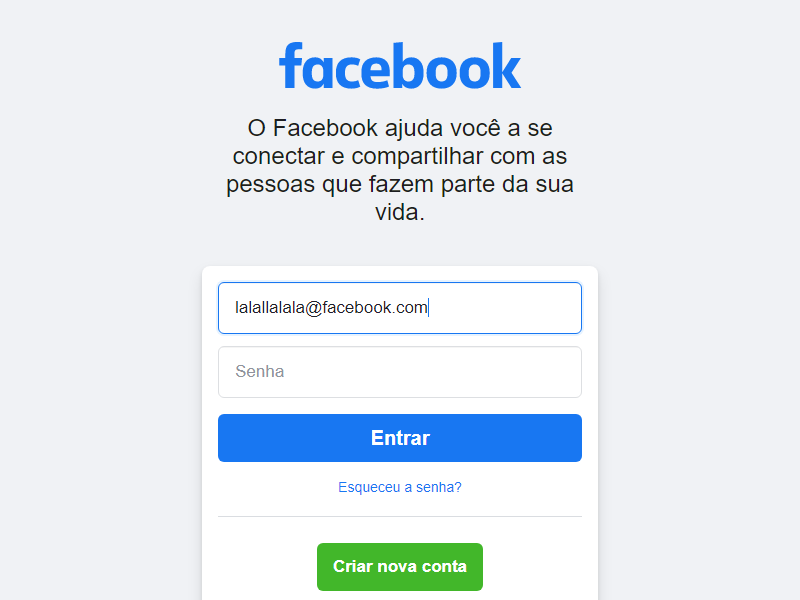 facebook
O Facebook ajuda você a se
conectar e compartilhar com as
pessoas que fazem parte da sua
vida.
lalallalala@facebook.com
Senha
Entrar
Esqueceu a senha?
Criar nova conta